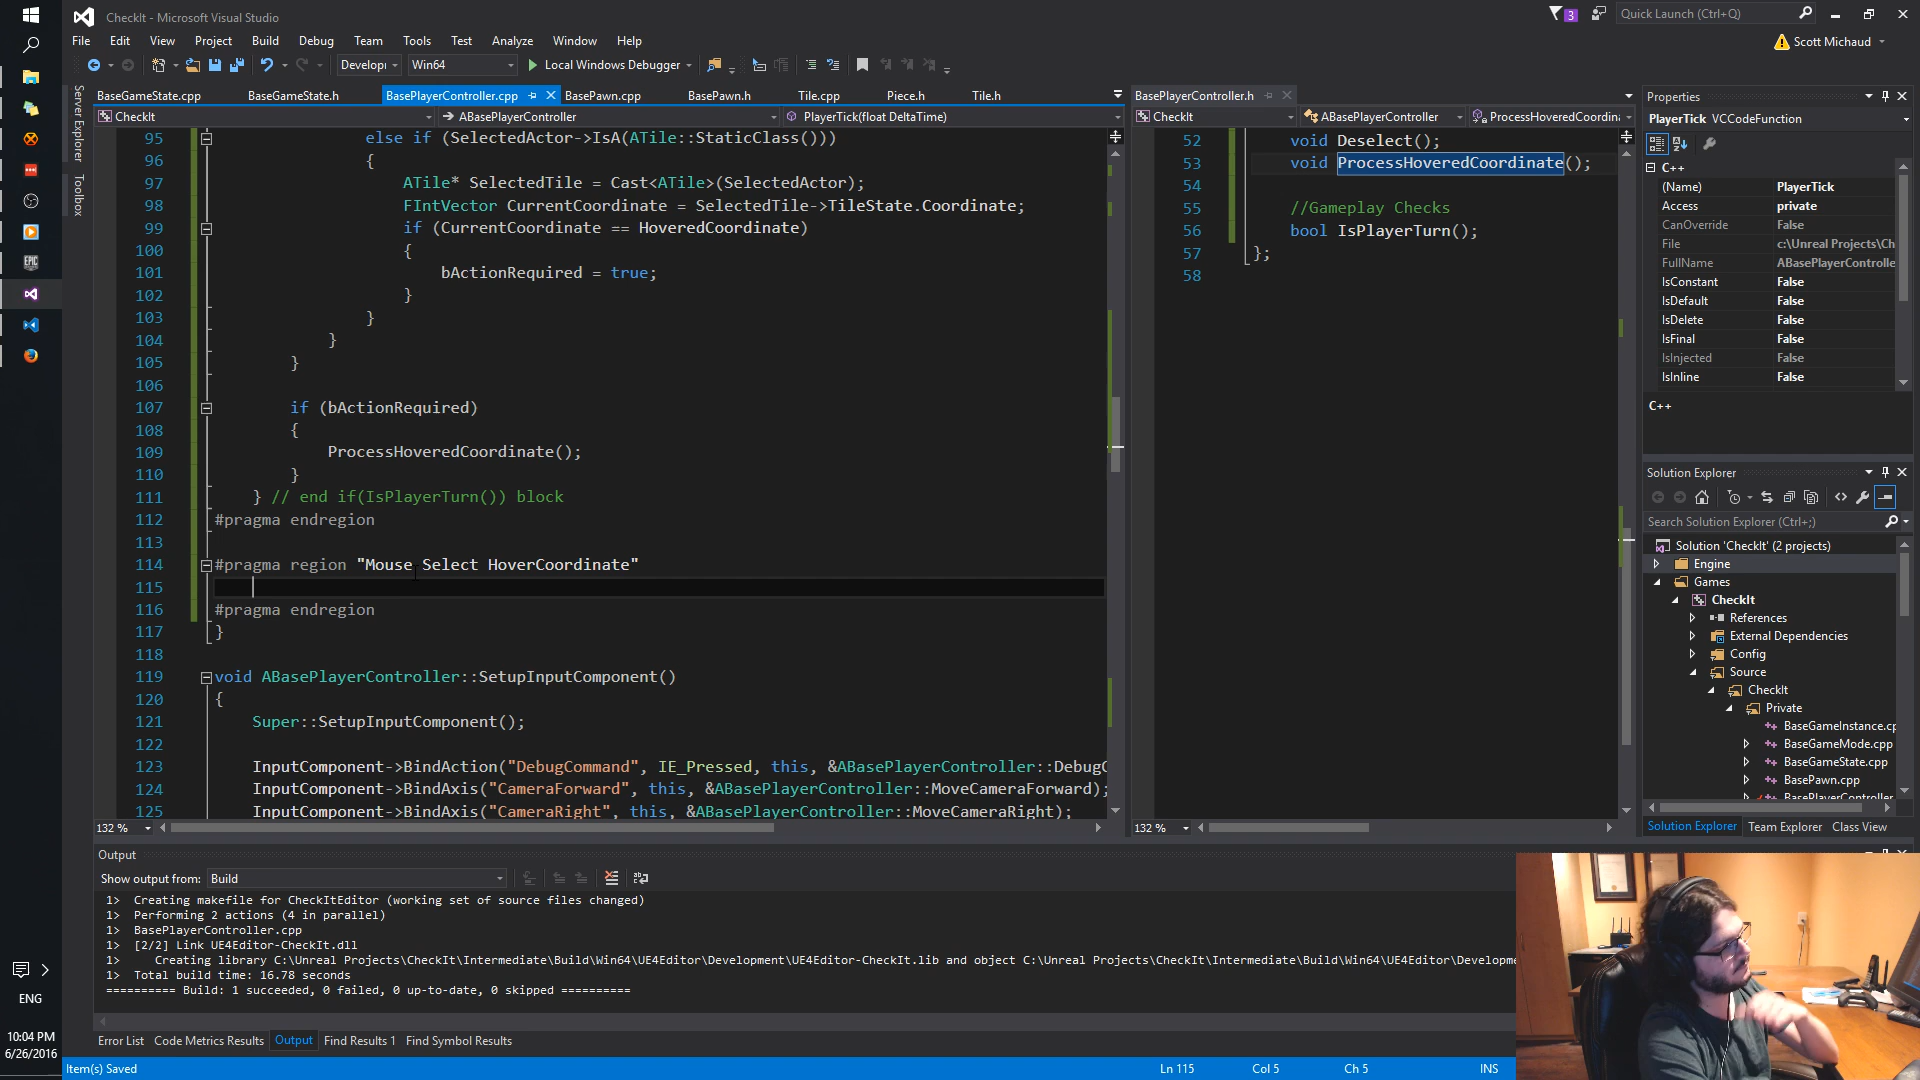 CheckIt - Microsoft Visual Studio
3
Quick Launch (Ctrl+Q)
File Edit View Project Build Debug Team Tools Test Analyze Window Help
Scott Michaud
Developı Win64 Local Windows Debugger
Server Explorer
Toolbox
BaseGameState.cpp BaseGameState.h BasePlayerController.cpp BasePawn.cpp BasePawn.h Tile.cpp Piece.h Tile.h
CheckIt ABasePlayerController PlayerTick(float DeltaTime)
95 else if (SelectedActor->IsA(ATile::StaticClass()))
96 {
97 ATile* SelectedTile = Cast<ATile>(SelectedActor);
98 FIntVector CurrentCoordinate = SelectedTile->TileState.Coordinate;
99 if (CurrentCoordinate == HoveredCoordinate)
100 {
101 bActionRequired = true;
102 }
103 }
104 }
105 }
106
107 if (bActionRequired)
108 {
109 ProcessHoveredCoordinate();
110 }
111 } // end if(IsPlayerTurn()) block
112 #pragma endregion
113
114 #pragma region "Mouse Select HoverCoordinate"
115
116 #pragma endregion
117 }
118
119 void ABasePlayerController::SetupInputComponent()
120 {
121 Super::SetupInputComponent();
122
123 InputComponent->BindAction("DebugCommand", IE_Pressed, this, &ABasePlayerController::DebugC
124 InputComponent->BindAxis("CameraForward", this, &ABasePlayerController::MoveCameraForward);
125 InputComponent->BindAxis("CameraRight", this, &ABasePlayerController::MoveCameraRight);
132 %
BasePlayerController.h
CheckIt ABasePlayerController ProcessHoveredCoordina
52 void Deselect();
53 void ProcessHoveredCoordinate();
54
55 //Gameplay Checks
56 bool IsPlayerTurn();
57 };
58
132 %
Properties
PlayerTick VCCodeFunction
C++
(Name) PlayerTick
Access private
CanOverride False
File c:\Unreal Projects\Ch
FullName ABasePlayerControlle
IsConstant False
IsDefault False
IsDelete False
IsFinal False
IsInjected False
IsInline False
C++
Solution Explorer
Search Solution Explorer (Ctrl+;)
Solution 'CheckIt' (2 projects)
Engine
Games
CheckIt
References
External Dependencies
Config
Source
CheckIt
Private
BaseGameInstance.cp
BaseGameMode.cpp
BaseGameState.cpp
BasePawn.cpp
BasePlayerController
Solution Explorer Team Explorer Class View
Output
Show output from: Build
1> Creating makefile for CheckItEditor (working set of source files changed)
1> Performing 2 actions (4 in parallel)
1> BasePlayerController.cpp
1> [2/2] Link UE4Editor-CheckIt.dll
1> Creating library C:\Unreal Projects\CheckIt\Intermediate\Build\Win64\UE4Editor\Development\UE4Editor-CheckIt.lib and object C:\Unreal Projects\CheckIt\Intermediate\Build\Win64\UE4Editor\Developme
1> Total build time: 16.78 seconds
========== Build: 1 succeeded, 0 failed, 0 up-to-date, 0 skipped ==========
Error List Code Metrics Results Output Find Results 1 Find Symbol Results
Item(s) Saved Ln 115 Col 5 Ch 5 INS
EPIC
ENG
10:04 PM
6/26/2016